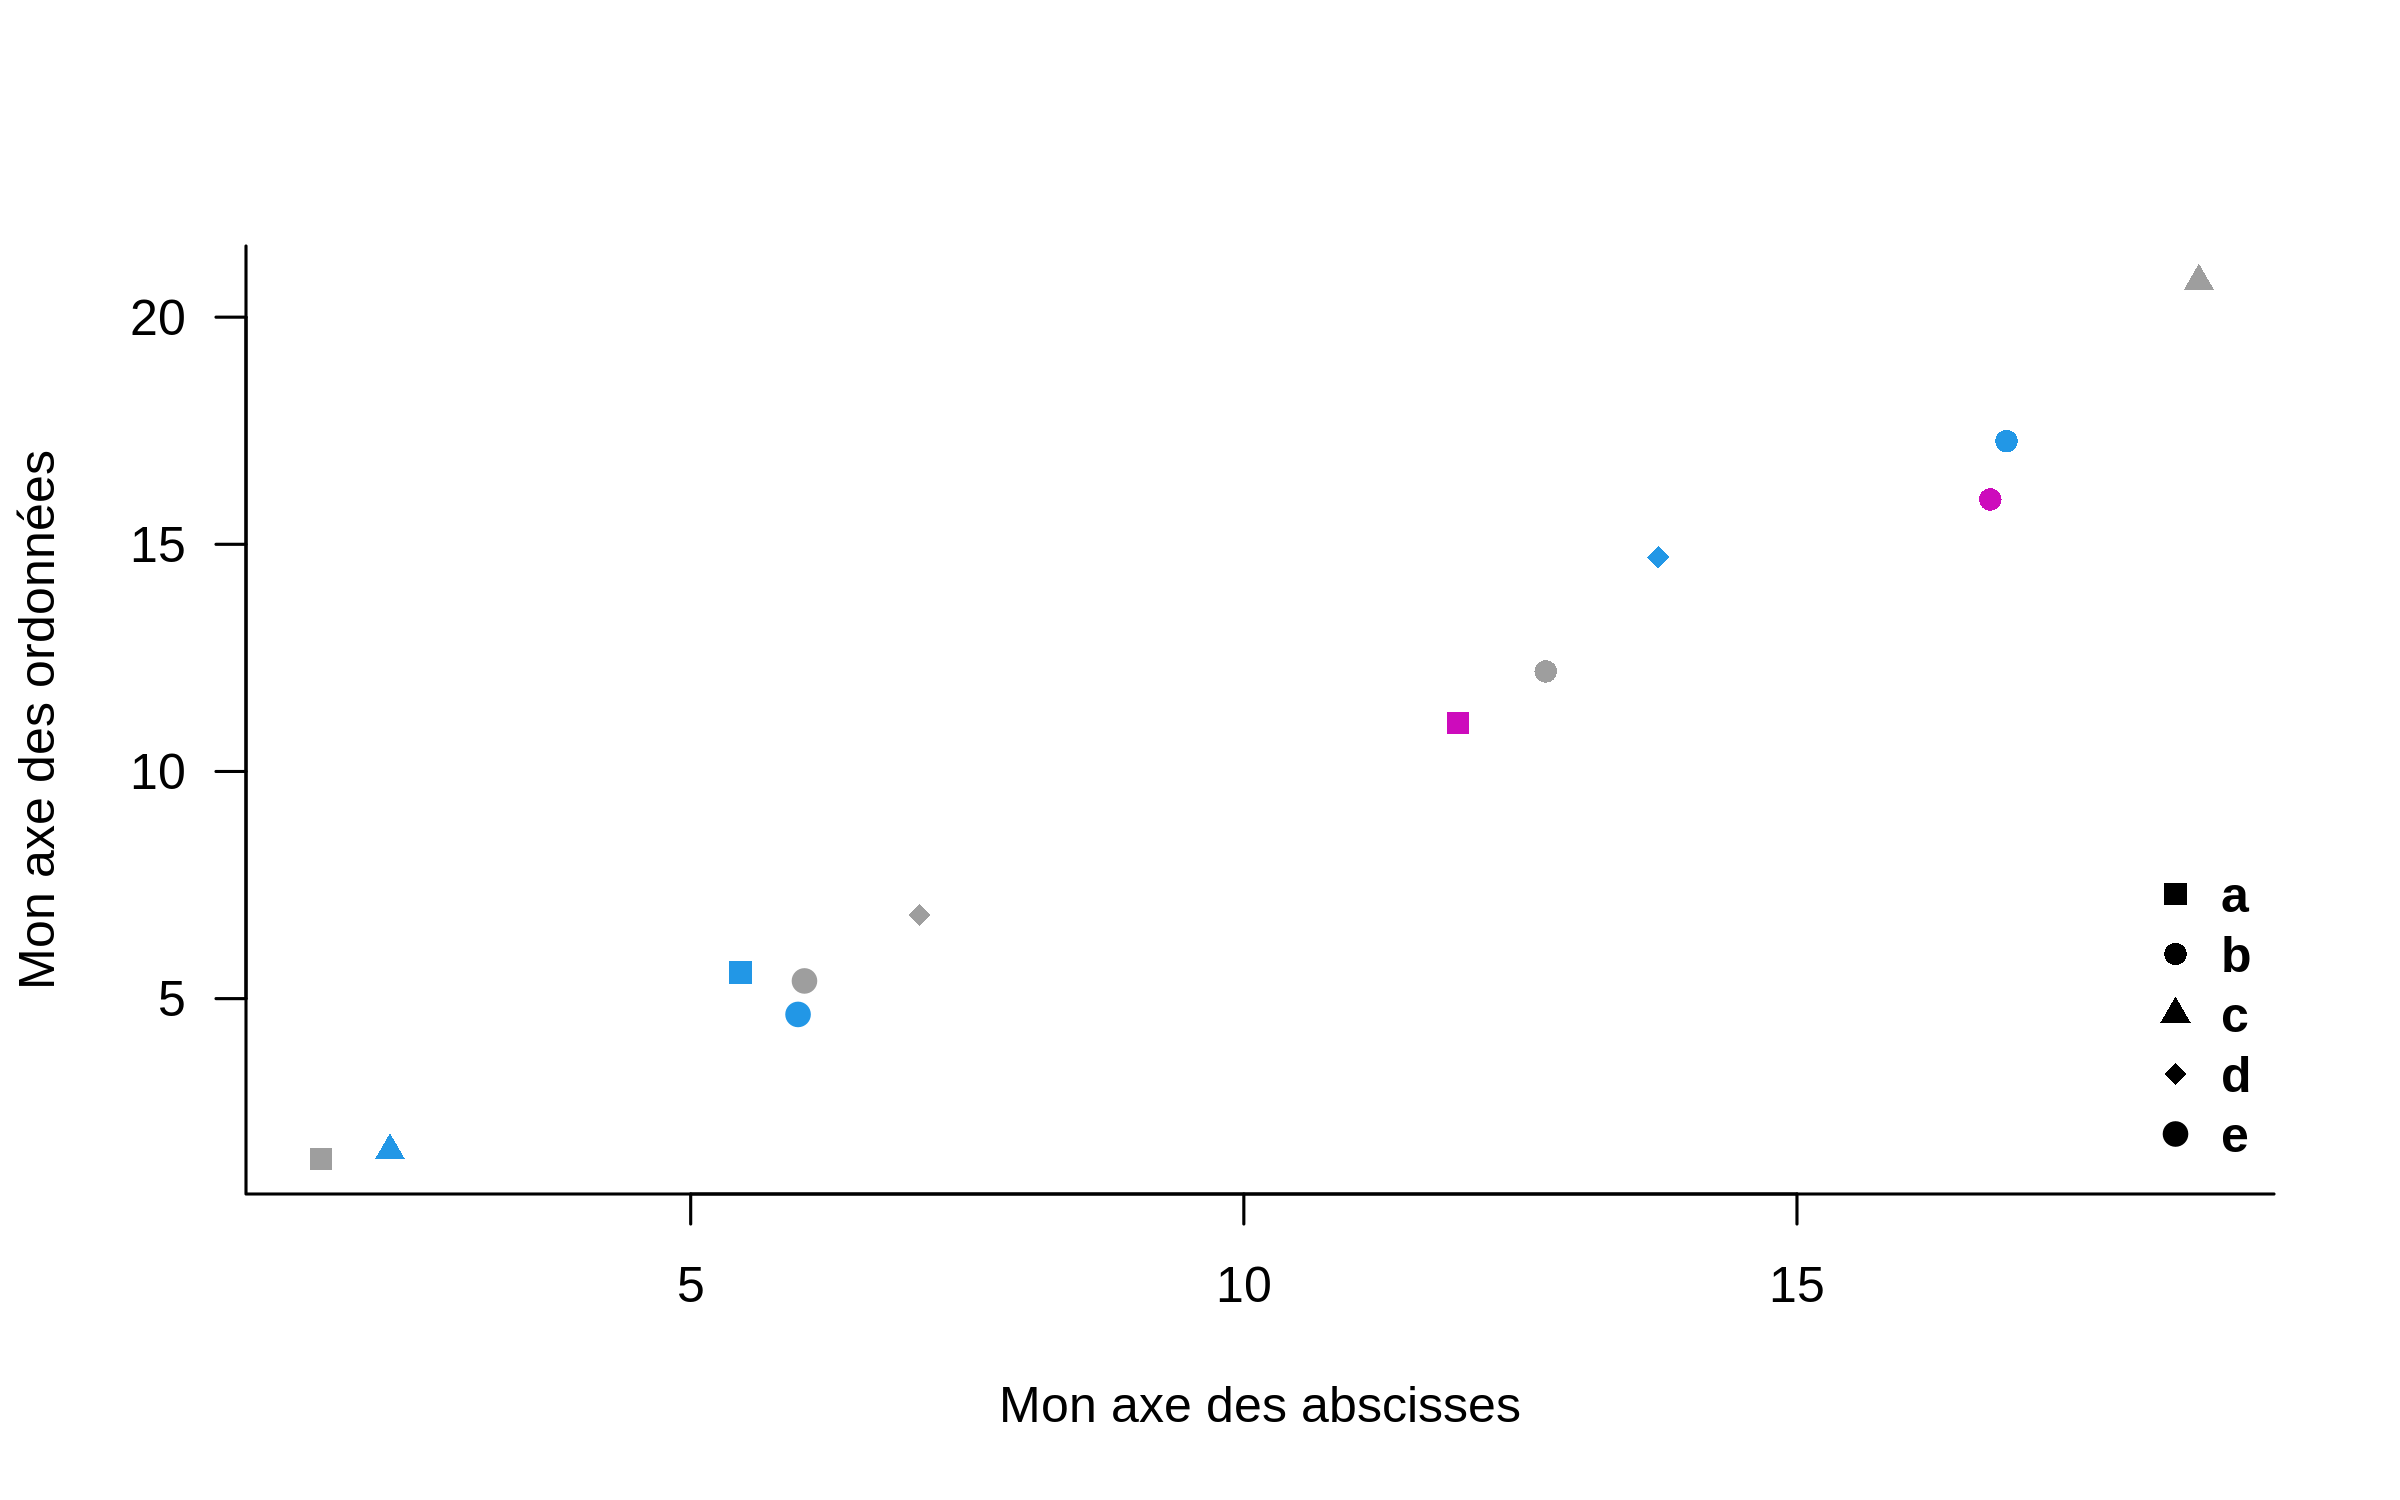 20
15
10
5
Mon axe des ordonnées
a
b
c
d
e
5 10 15
Mon axe des abscisses